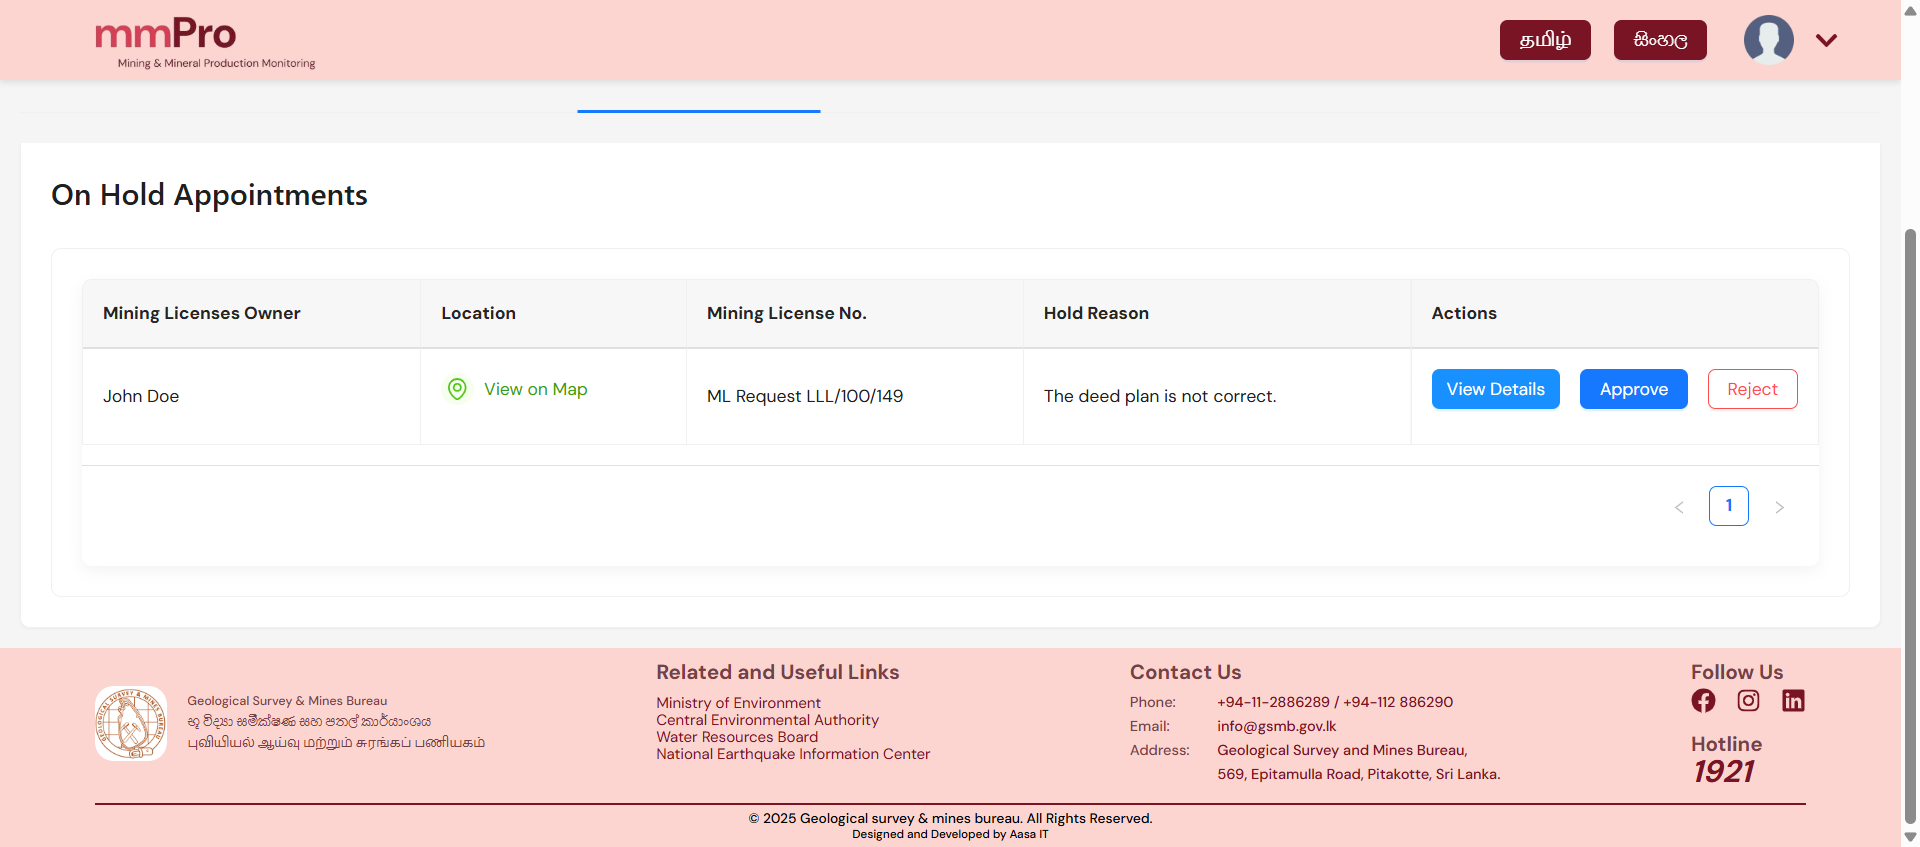 mmPro
Mining & Mineral Production Monitoring
தமிழ்
සිංහල
On Hold Appointments
Mining Licenses Owner
Location
Mining License No.
Hold Reason
Actions
John Doe
View on Map
ML Request LLL/100/149
The deed plan is not correct.
View Details
Approve
Reject
1
GEOLOGICAL SURVEY & MINES BUREAU
Geological Survey & Mines Bureau
භූ විද්‍යා සමීක්ෂණ සහ පතල් කාර්යාංශය
புவியியல் ஆய்வு மற்றும் சுரங்கப் பணியகம்
Related and Useful Links
Ministry of Environment
Central Environmental Authority
Water Resources Board
National Earthquake Information Center
Contact Us
Phone: +94-11-2886289 / +94-112 886290
Email: info@gsmb.gov.lk
Address: Geological Survey and Mines Bureau,
569, Epitamulla Road, Pitakotte, Sri Lanka.
Follow Us
Hotline
1921
© 2025 Geological survey & mines bureau. All Rights Reserved.
Designed and Developed by Aasa IT